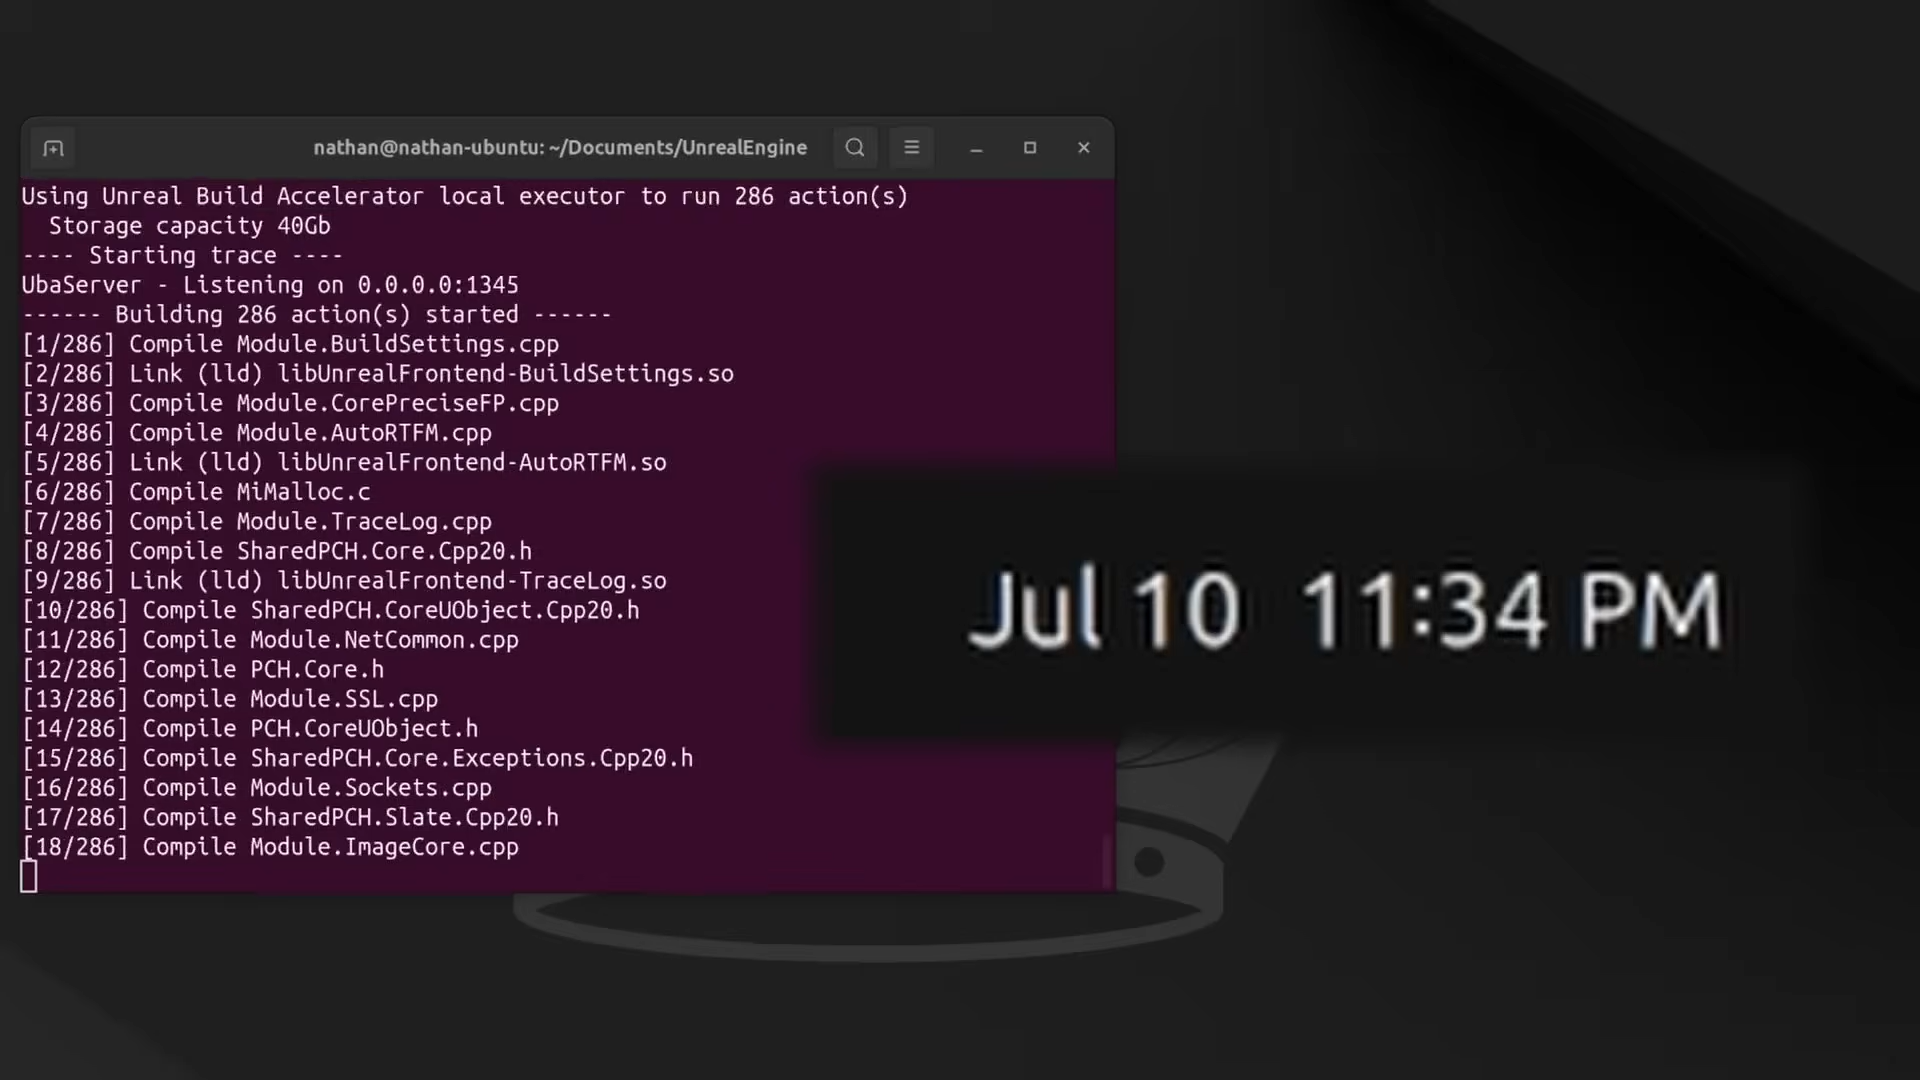 nathan@nathan-ubuntu: ~/Documents/UnrealEngine
Using Unreal Build Accelerator local executor to run 286 action(s)
  Storage capacity 40Gb
---- Starting trace ----
UbaServer - Listening on 0.0.0.0:1345
------ Building 286 action(s) started ------
[1/286] Compile Module.BuildSettings.cpp
[2/286] Link (lld) libUnrealFrontend-BuildSettings.so
[3/286] Compile Module.CorePreciseFP.cpp
[4/286] Compile Module.AutoRTFM.cpp
[5/286] Link (lld) libUnrealFrontend-AutoRTFM.so
[6/286] Compile MiMalloc.c
[7/286] Compile Module.TraceLog.cpp
[8/286] Compile SharedPCH.Core.Cpp20.h
[9/286] Link (lld) libUnrealFrontend-TraceLog.so
[10/286] Compile SharedPCH.CoreUObject.Cpp20.h
[11/286] Compile Module.NetCommon.cpp
[12/286] Compile PCH.Core.h
[13/286] Compile Module.SSL.cpp
[14/286] Compile PCH.CoreUObject.h
[15/286] Compile SharedPCH.Core.Exceptions.Cpp20.h
[16/286] Compile Module.Sockets.cpp
[17/286] Compile SharedPCH.Slate.Cpp20.h
[18/286] Compile Module.ImageCore.cpp
Jul 10 11:34 PM